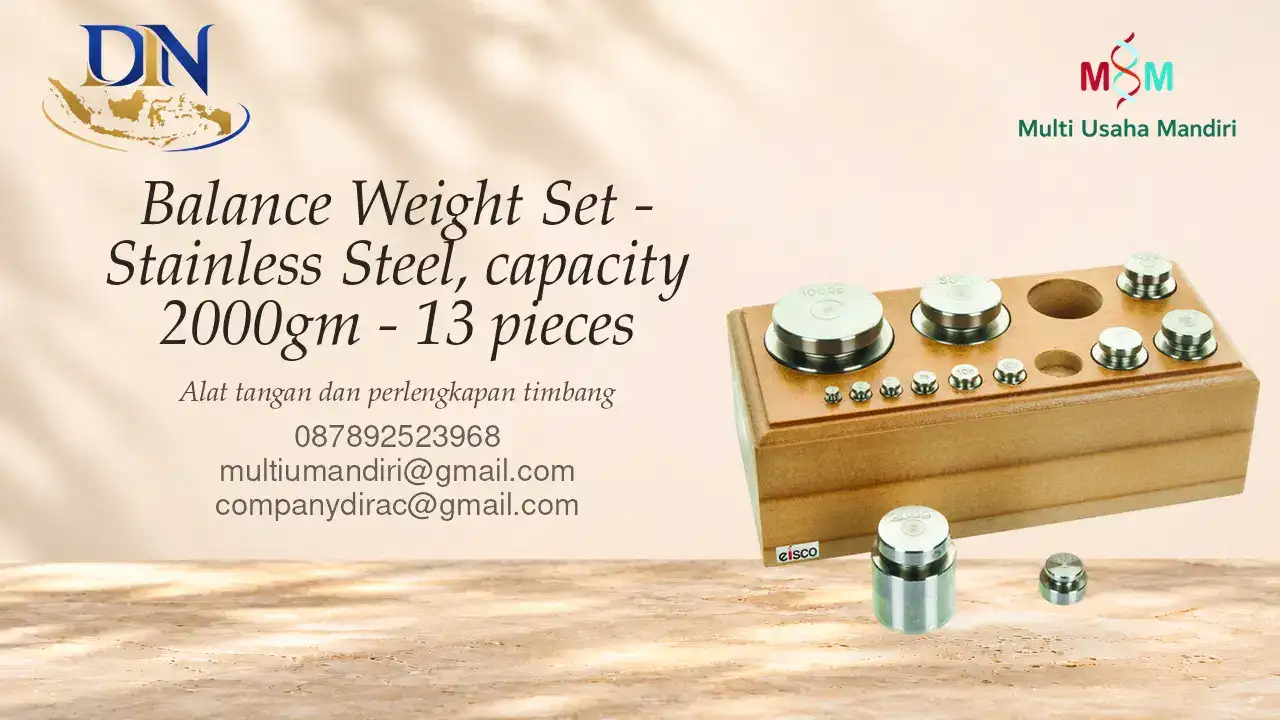 DN
M M
Multi Usaha Mandiri
Balance Weight Set -
Stainless Steel, capacity
2000gm - 13 pieces
Alat tangan dan perlengkapan timbang
087892523968
multiumandiri@gmail.com
companydirac@gmail.com
eisco